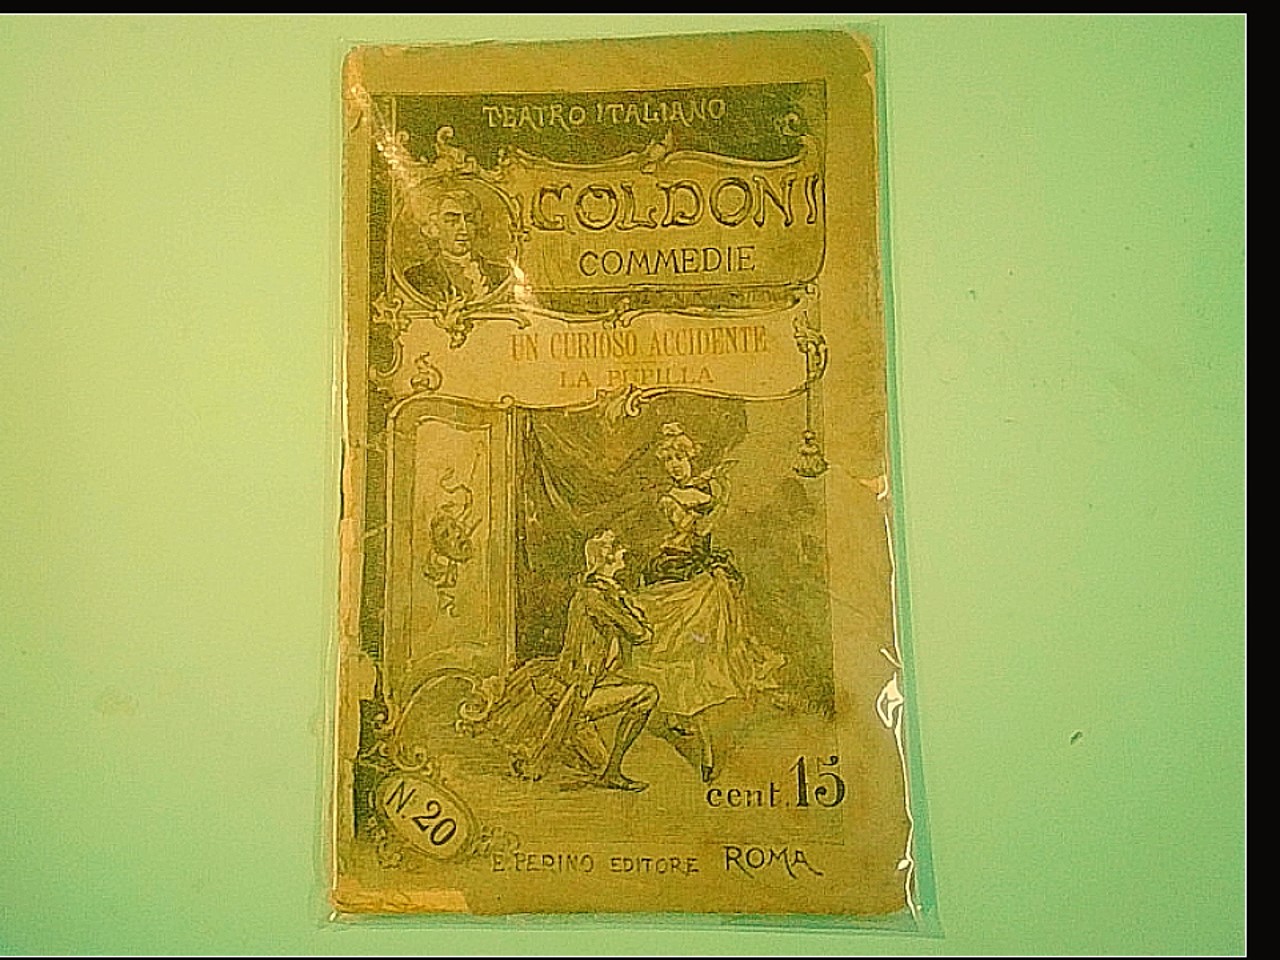 TEATRO ITALIANO
GOLDONI
COMMEDIE
UN CURIOSO ACCIDENTE
LA PUPILLA
cent. 15
N. 20
E. PERINO EDITORE ROMA